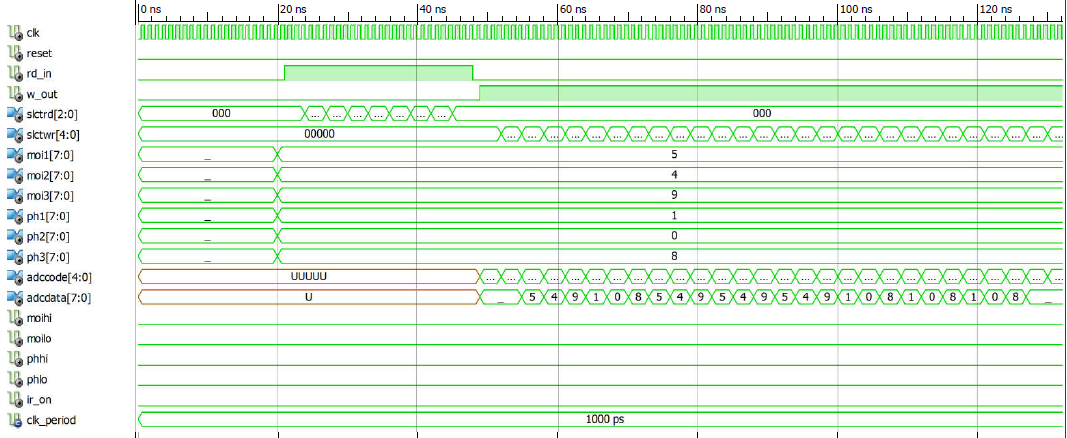 0 ns 20 ns 40 ns 60 ns 80 ns 100 ns 120 ns
clk
reset
rd_in
w_out
slctrd[2:0] 000 ... ... ... ... ... ... ... 000
slctwr[4:0] 00000 ... ... ... ... ... ... ... ... ... ... ... ... ... ... ... ... ... ... ... ... ... ... ... ... ... ... ...
moi1[7:0] _ 5
moi2[7:0] _ 4
moi3[7:0] _ 9
ph1[7:0] _ 1
ph2[7:0] _ 0
ph3[7:0] _ 8
adccode[4:0] UUUUU ... ... ... ... ... ... ... ... ... ... ... ... ... ... ... ... ... ... ... ... ... ... ... ... ... ... ... ...
adcdata[7:0] U _ 5 4 9 1 0 8 5 4 9 5 4 9 5 4 9 1 0 8 1 0 8 1 0 8 _
moihi
moilo
phhi
phlo
ir_on
clk_period 1000 ps